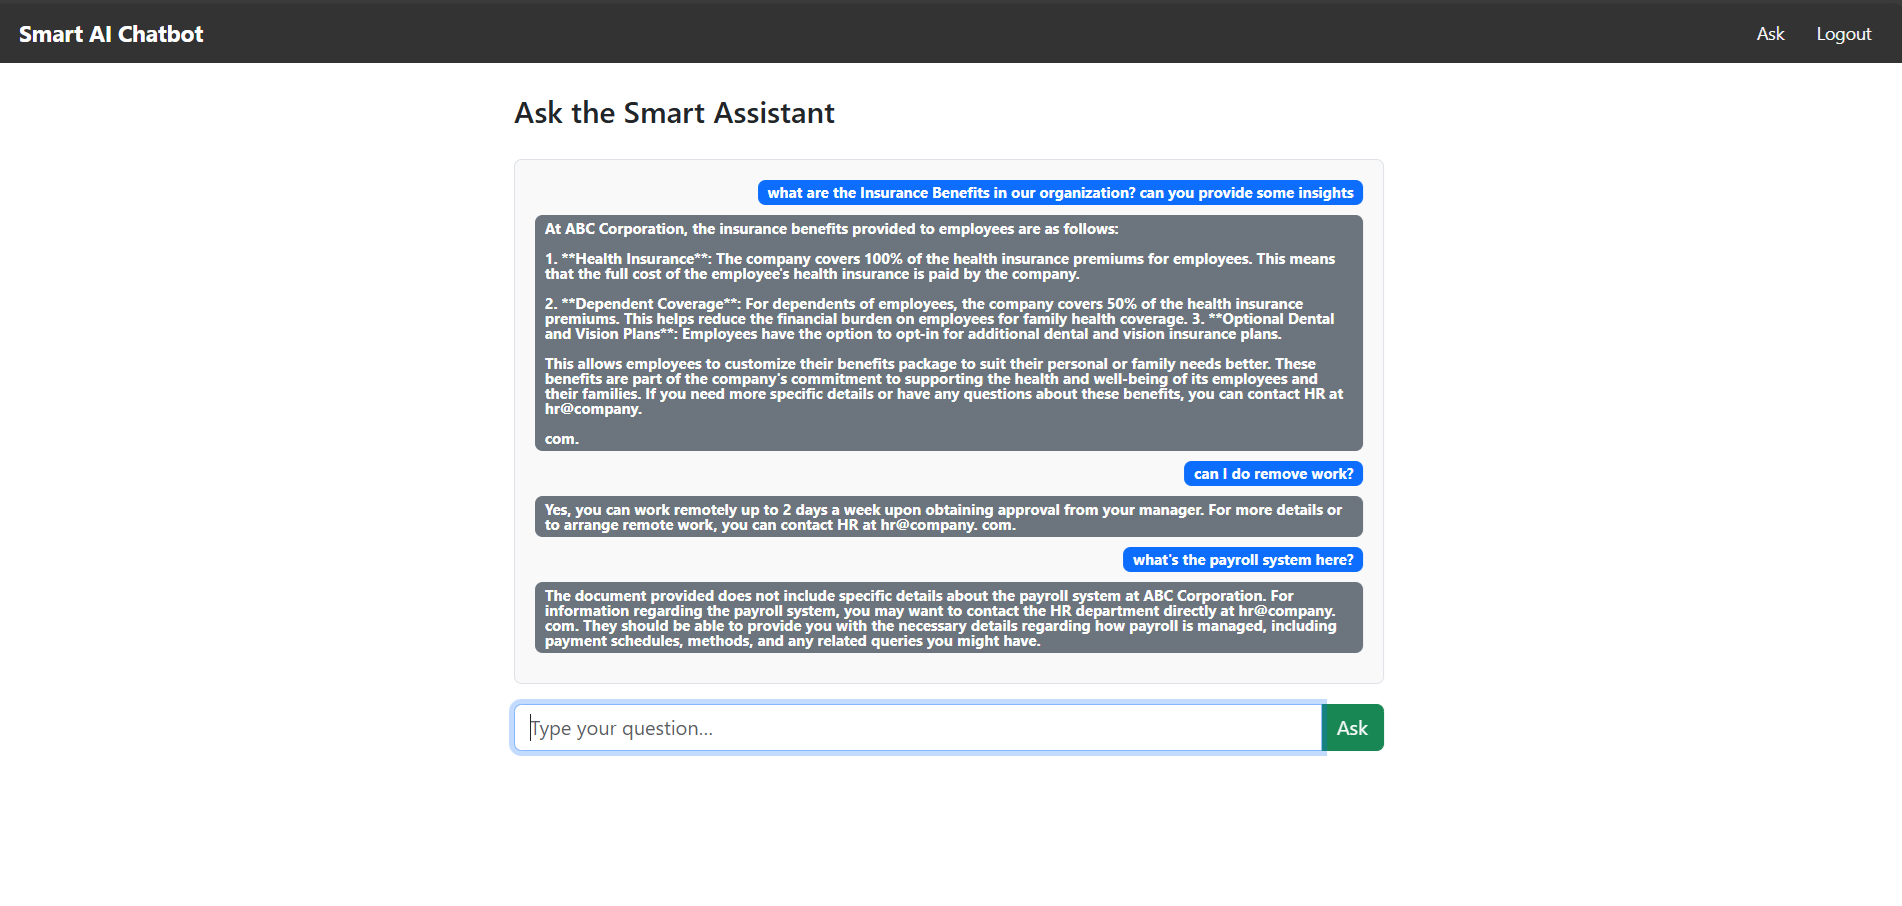 Smart AI Chatbot
Ask
Logout
Ask the Smart Assistant
what are the Insurance Benefits in our organization? can you provide some insights
At ABC Corporation, the insurance benefits provided to employees are as follows:
1. **Health Insurance**: The company covers 100% of the health insurance premiums for employees. This means
that the full cost of the employee's health insurance is paid by the company.
2. **Dependent Coverage**: For dependents of employees, the company covers 50% of the health insurance
premiums. This helps reduce the financial burden on employees for family health coverage. 3. **Optional Dental
and Vision Plans**: Employees have the option to opt-in for additional dental and vision insurance plans.
This allows employees to customize their benefits package to suit their personal or family needs better. These
benefits are part of the company's commitment to supporting the health and well-being of its employees and
their families. If you need more specific details or have any questions about these benefits, you can contact HR at
hr@company.
com.
can I do remove work?
Yes, you can work remotely up to 2 days a week upon obtaining approval from your manager. For more details or
to arrange remote work, you can contact HR at hr@company. com.
what's the payroll system here?
The document provided does not include specific details about the payroll system at ABC Corporation. For
information regarding the payroll system, you may want to contact the HR department directly at hr@company.
com. They should be able to provide you with the necessary details regarding how payroll is managed, including
payment schedules, methods, and any related queries you might have.
Type your question...
Ask